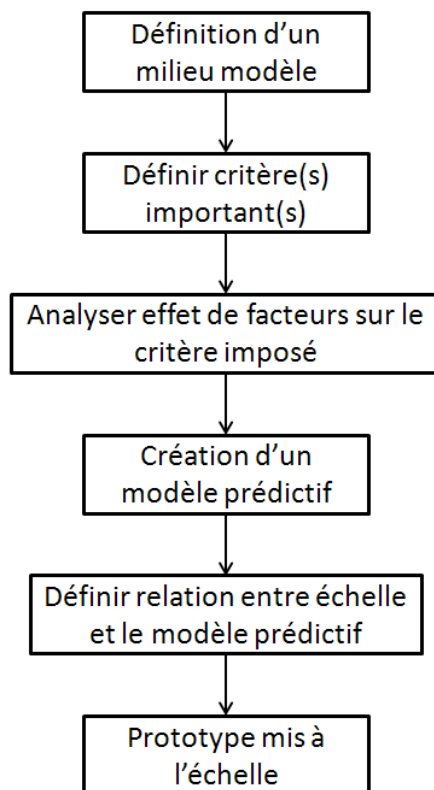 Définition d’un
milieu modèle
Définir critère(s)
important(s)
Analyser effet de facteurs sur le
critère imposé
Création d’un
modèle prédictif
Définir relation entre échelle
et le modèle prédictif
Prototype mis à
l’échelle